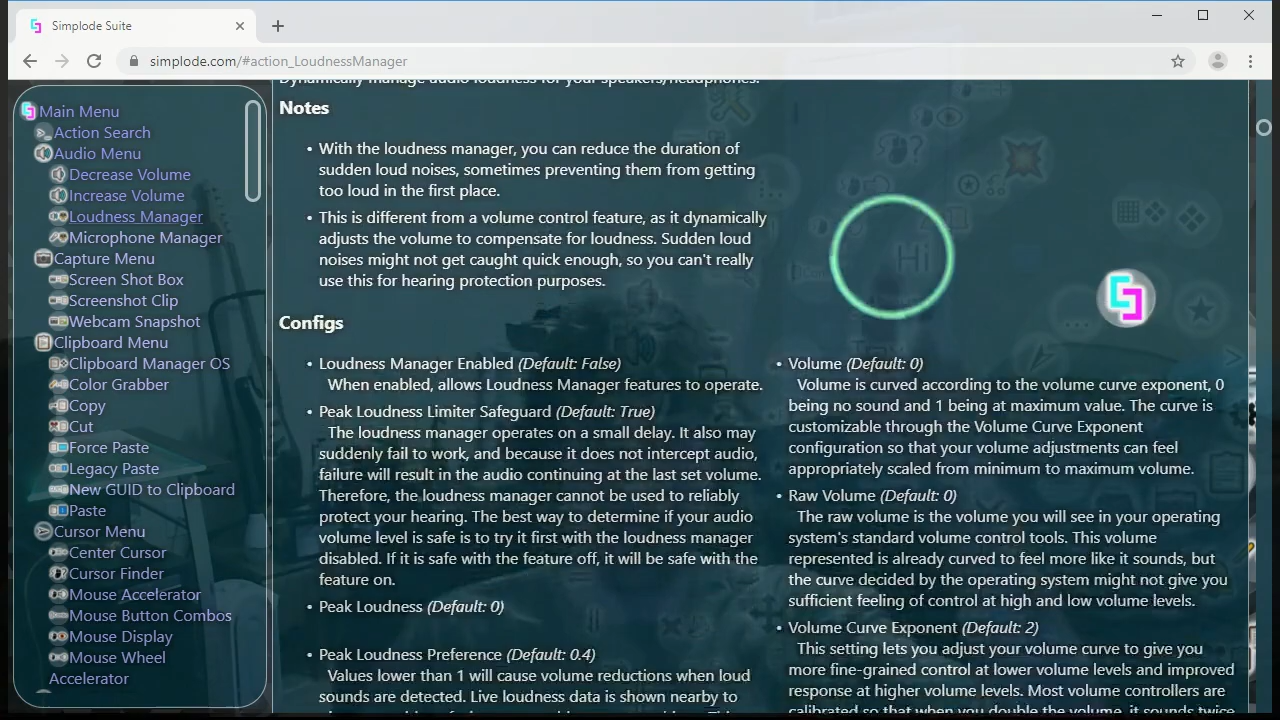 Simplode Suite
simplode.com/#action_LoudnessManager
Main Menu
Action Search
Audio Menu
Decrease Volume
Increase Volume
Loudness Manager
Microphone Manager
Capture Menu
Screen Shot Box
Screenshot Clip
Webcam Snapshot
Clipboard Menu
Clipboard Manager OS
Color Grabber
Copy
Cut
Force Paste
Legacy Paste
New GUID to Clipboard
Paste
Cursor Menu
Center Cursor
Cursor Finder
Mouse Accelerator
Mouse Button Combos
Mouse Display
Mouse Wheel
Accelerator
Dynamically manage audio loudness for your speakers/headphones.
Notes
• With the loudness manager, you can reduce the duration of
sudden loud noises, sometimes preventing them from getting
too loud in the first place.
• This is different from a volume control feature, as it dynamically
adjusts the volume to compensate for loudness. Sudden loud
noises might not get caught quick enough, so you can't really
use this for hearing protection purposes.
Configs
• Loudness Manager Enabled (Default: False)
When enabled, allows Loudness Manager features to operate.
• Peak Loudness Limiter Safeguard (Default: True)
The loudness manager operates on a small delay. It also may
suddenly fail to work, and because it does not intercept audio,
failure will result in the audio continuing at the last set volume.
Therefore, the loudness manager cannot be used to reliably
protect your hearing. The best way to determine if your audio
volume level is safe is to try it first with the loudness manager
disabled. If it is safe with the feature off, it will be safe with the
feature on.
• Peak Loudness (Default: 0)
• Peak Loudness Preference (Default: 0.4)
Values lower than 1 will cause volume reductions when loud
sounds are detected. Live loudness data is shown nearby to
• Volume (Default: 0)
Volume is curved according to the volume curve exponent, 0
being no sound and 1 being at maximum value. The curve is
customizable through the Volume Curve Exponent
configuration so that your volume adjustments can feel
appropriately scaled from minimum to maximum volume.
• Raw Volume (Default: 0)
The raw volume is the volume you will see in your operating
system's standard volume control tools. This volume
represented is already curved to feel more like it sounds, but
the curve decided by the operating system might not give you
sufficient feeling of control at high and low volume levels.
• Volume Curve Exponent (Default: 2)
This setting lets you adjust your volume curve to give you
more fine-grained control at lower volume levels and improved
response at higher volume levels. Most volume controllers are
calibrated so that when you double the volume, it sounds twice
Hi